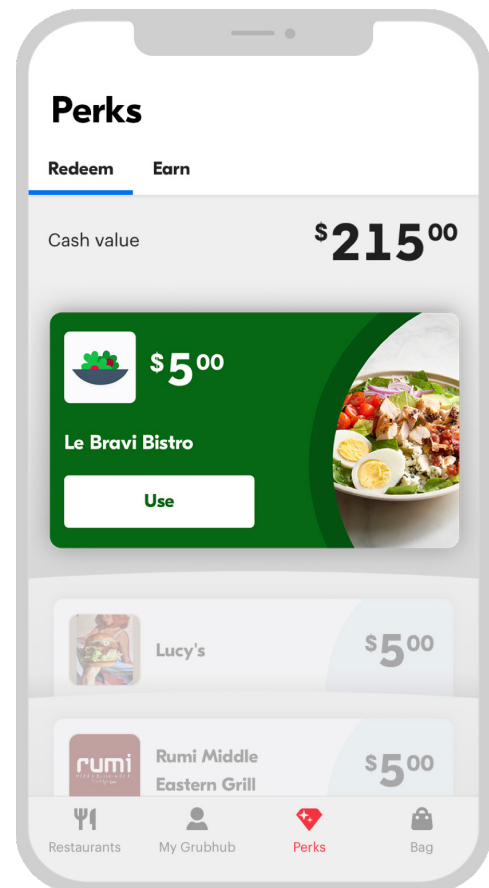 Perks
Redeem Earn
Cash value $215.00
$5.00
Le Bravi Bistro
Use
Lucy's $5.00
rumi
Rumi Middle
Eastern Grill
$5.00
Restaurants My Grubhub Perks Bag